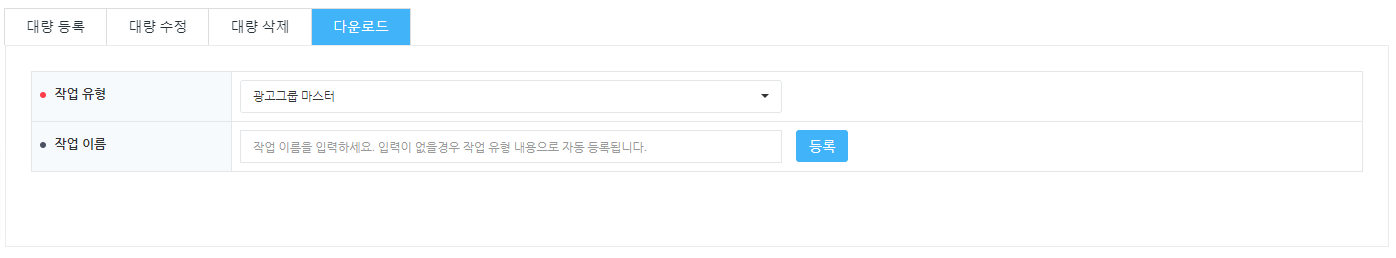 대량 등록 대량 수정 대량 삭제 다운로드
작업 유형 광고그룹 마스터
작업 이름 작업 이름을 입력하세요. 입력이 없을경우 작업 유형 내용으로 자동 등록됩니다. 등록